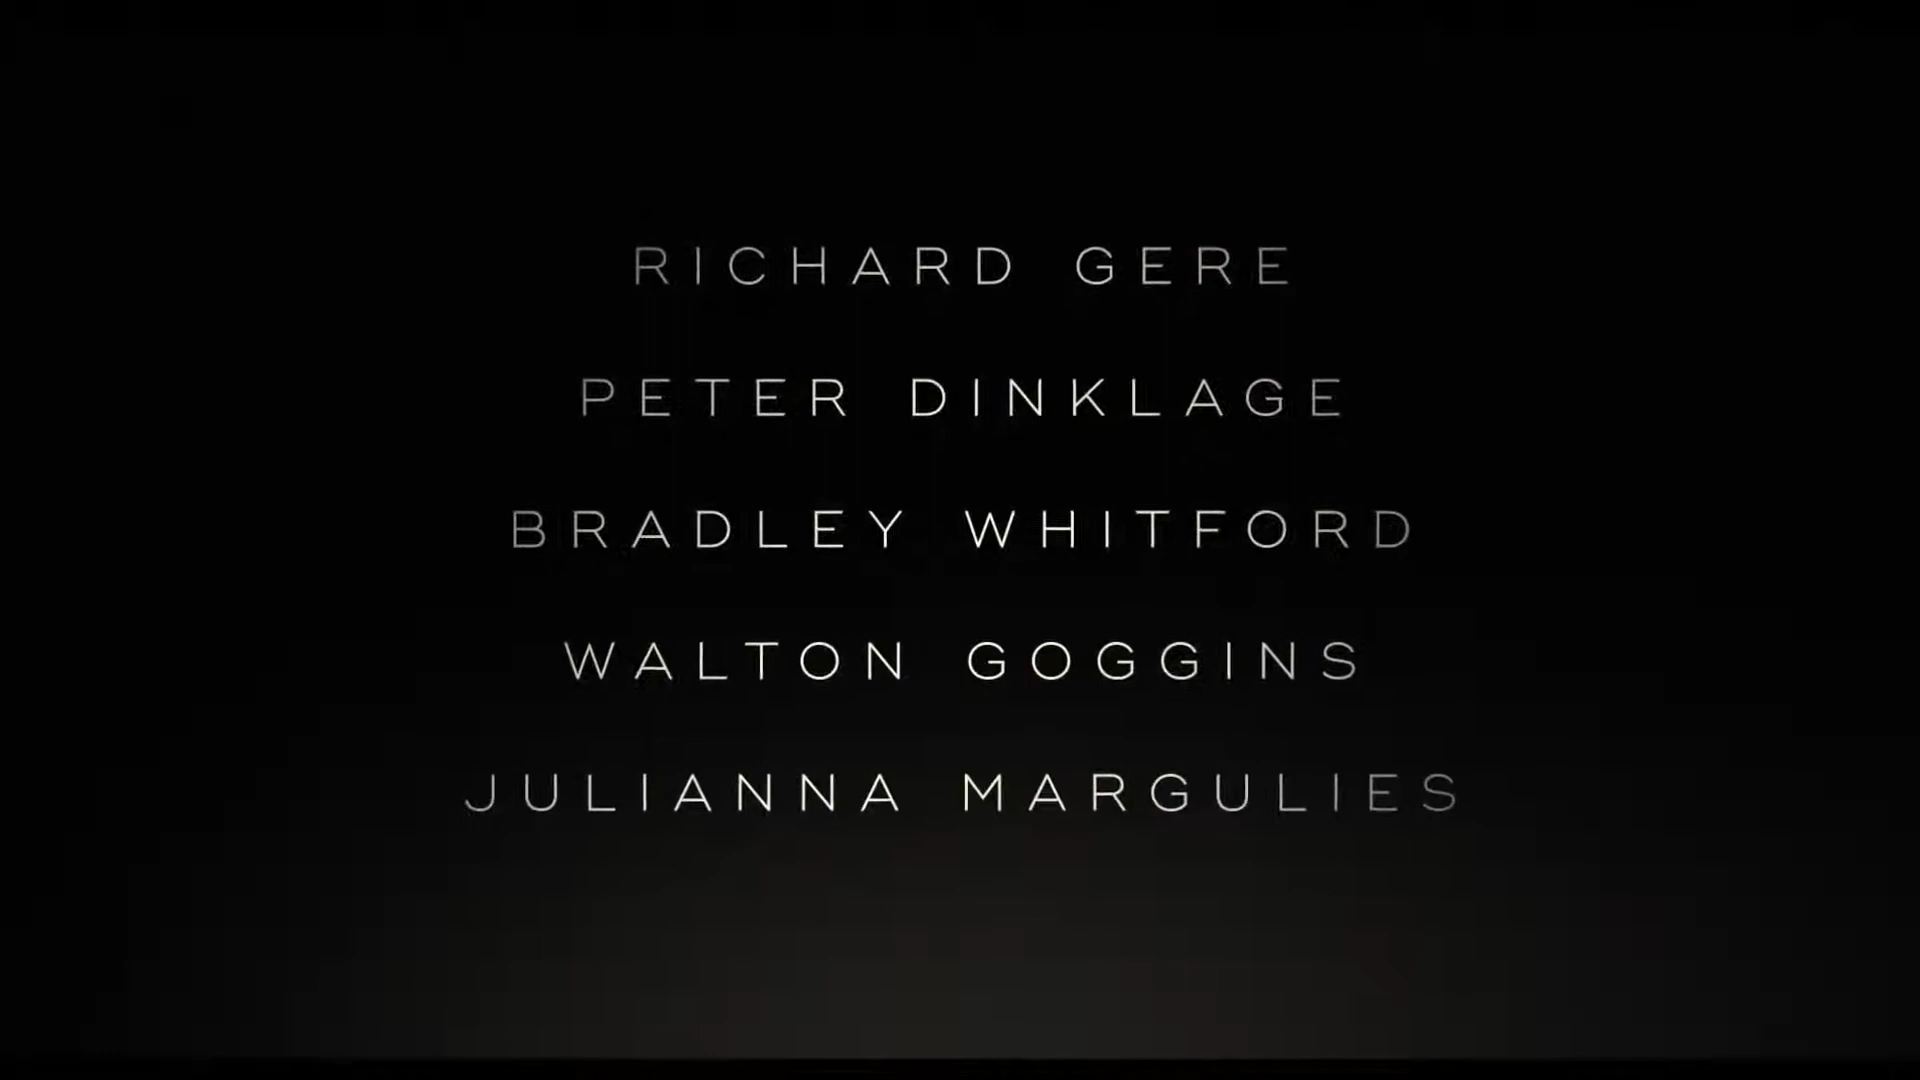 RICHARD GERE
PETER DINKLAGE
BRADLEY WHITFORD
WALTON GOGGINS
JULIANNA MARGULIES